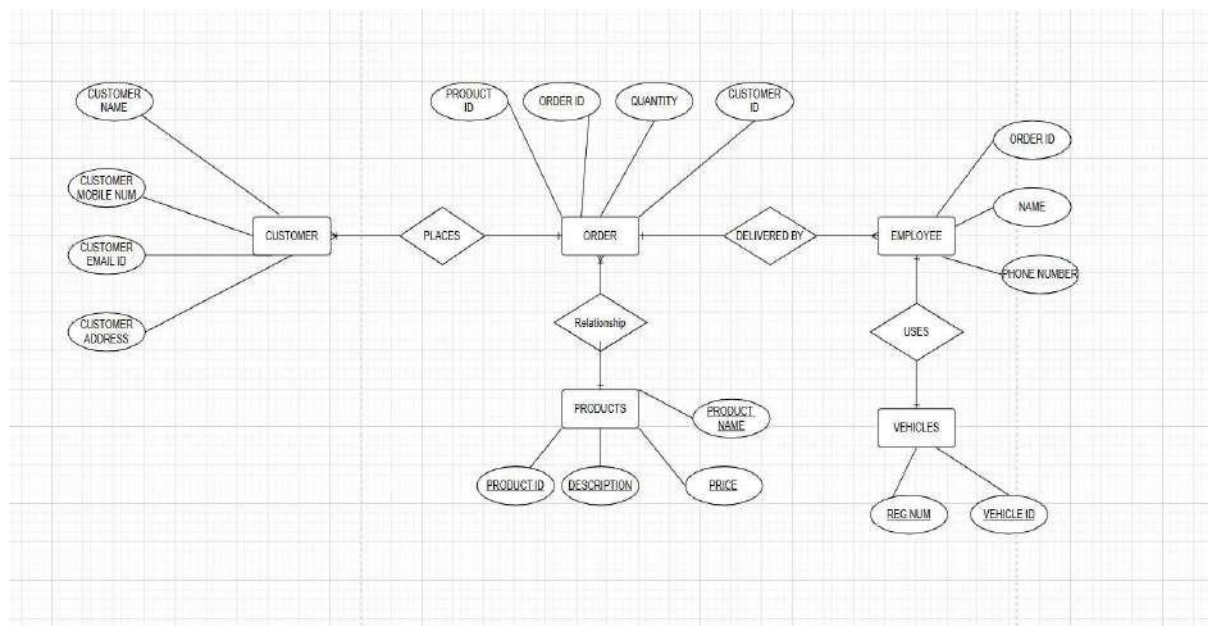 CUSTOMER
NAME
PRODUCT
ID
ORDER ID
QUANTITY
CUSTOMER
ID
ORDER ID
CUSTOMER
MOBILE NUM
NAME
CUSTOMER
PLACES
ORDER
DELIVERED BY
EMPLOYEE
CUSTOMER
EMAIL ID
PHONE NUMBER
CUSTOMER
ADDRESS
Relationship
USES
PRODUCTS
PRODUCT
NAME
VEHICLES
PRODUCT ID
DESCRIPTION
PRICE
REG NUM
VEHICLE ID